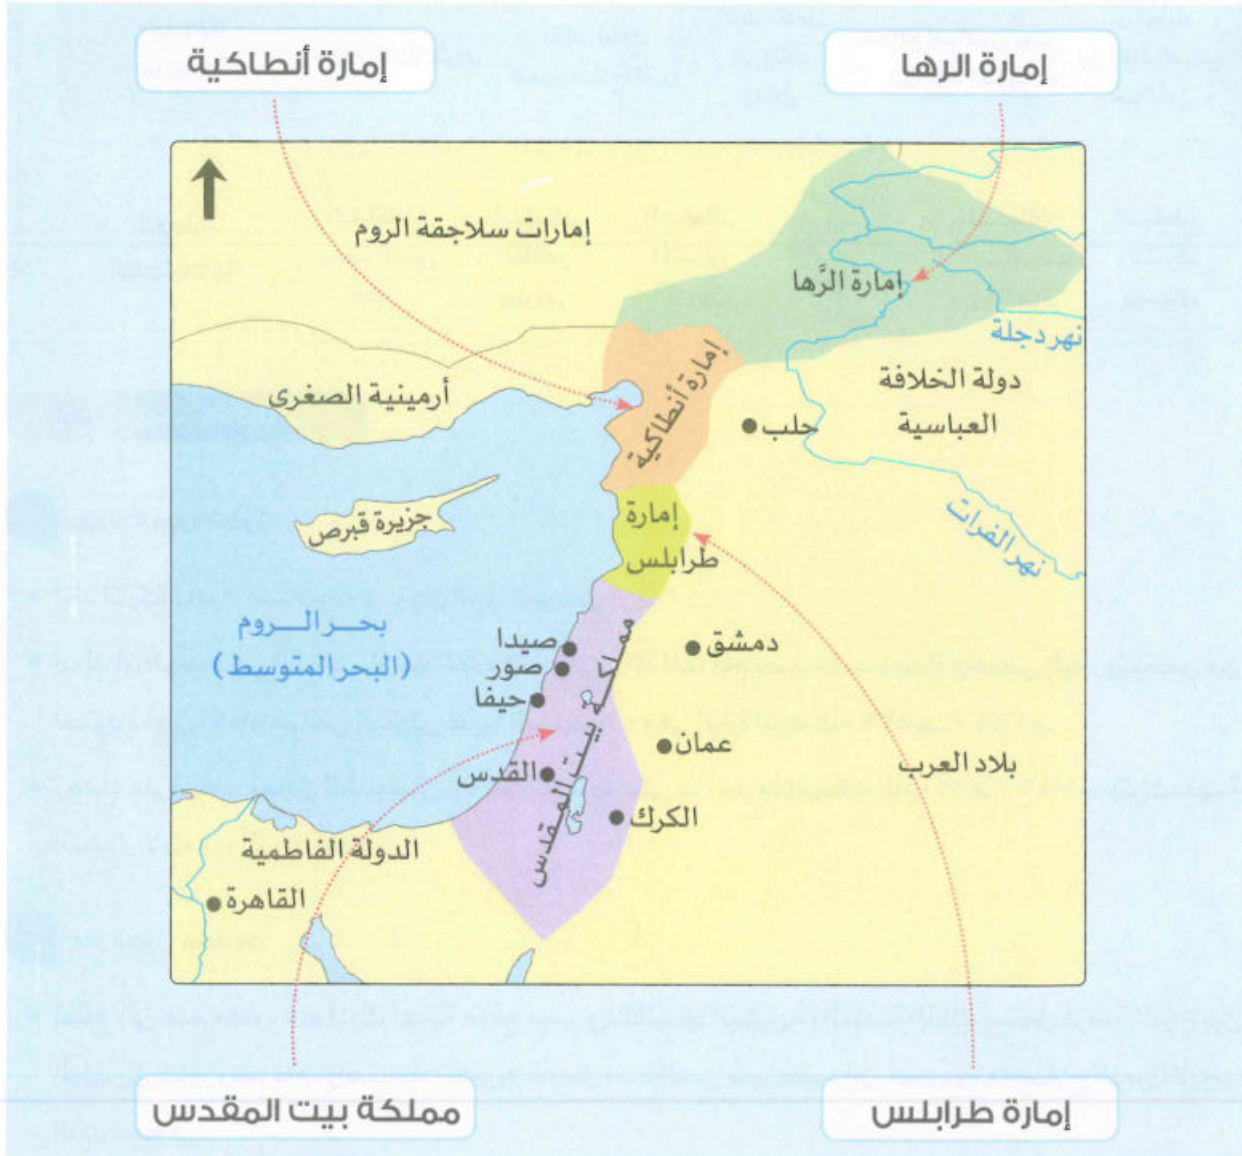 إمارة الرها
إمارة أنطاكية
إمارات سلاجقة الروم
إمارة الرَّها
نهر دجلة
إمارة أنطاكية
دولة الخلافة
العباسية
أرمينية الصغرى
حلب
جزيرة قبرص
إمارة
طرابلس
نهر الفرات
بحر الروم
(البحر المتوسط)
صيدا
صور
حيفا
دمشق
مملكة بيت المقدس
عمان
القدس
بلاد العرب
الكرك
الدولة الفاطمية
القاهرة
إمارة طرابلس
مملكة بيت المقدس